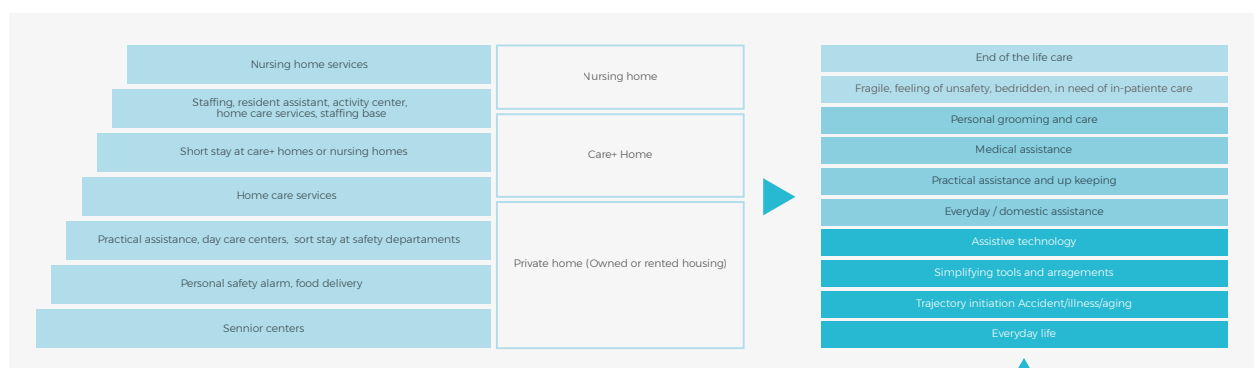 Nursing home services
Staffing, resident assistant, activity center,
home care services, staffing base
Short stay at care+ homes or nursing homes
Home care services
Practical assistance, day care centers, sort stay at safety departaments
Personal safety alarm, food delivery
Sennior centers
Nursing home
Care+ Home
Private home (Owned or rented housing)
End of the life care
Fragile, feeling of unsafety, bedridden, in need of in-patiente care
Personal grooming and care
Medical assistance
Practical assistance and up keeping
Everyday / domestic assistance
Assistive technology
Simplifying tools and arragements
Trajectory initiation Accident/illness/aging
Everyday life